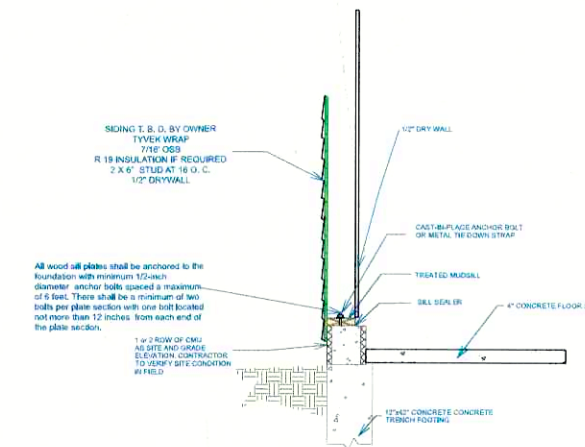 SIDING T. B. D. BY OWNER
TYVEK WRAP
7/16" OSB
R 19 INSULATION IF REQUIRED
2 X 6" STUD AT 16 O. C.
1/2" DRYWALL
1/2" DRY WALL
CAST-IN-PLACE ANCHOR BOLT
OR METAL TIE DOWN STRAP
All wood sill plates shall be anchored to the
foundation with minimum 1/2-inch
diameter anchor bolts spaced a maximum
of 6 feet. There shall be a minimum of two
bolts per plate section with one bolt located
not more than 12 inches from each end of
the plate section.
TREATED MUDSILL
SILL SEALER
4" CONCRETE FLOOR
1 or 2 ROW OF CMU
AS SITE AND GRADE
ELEVATION, CONTRACTOR
TO VERIFY SITE CONDITION
IN FIELD
12"x42" CONCRETE CONCRETE
TRENCH FOOTING